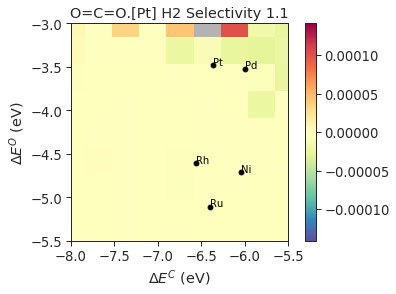 O=C=O.[Pt] H2 Selectivity 1.1
−3.0
−3.5
−4.0
−4.5
−5.0
−5.5
ΔE^O (eV)
Pt
Pd
Rh
Ni
Ru
−8.0 −7.5 −7.0 −6.5 −6.0 −5.5
ΔE^C (eV)
0.00010
0.00005
0.00000
−0.00005
−0.00010